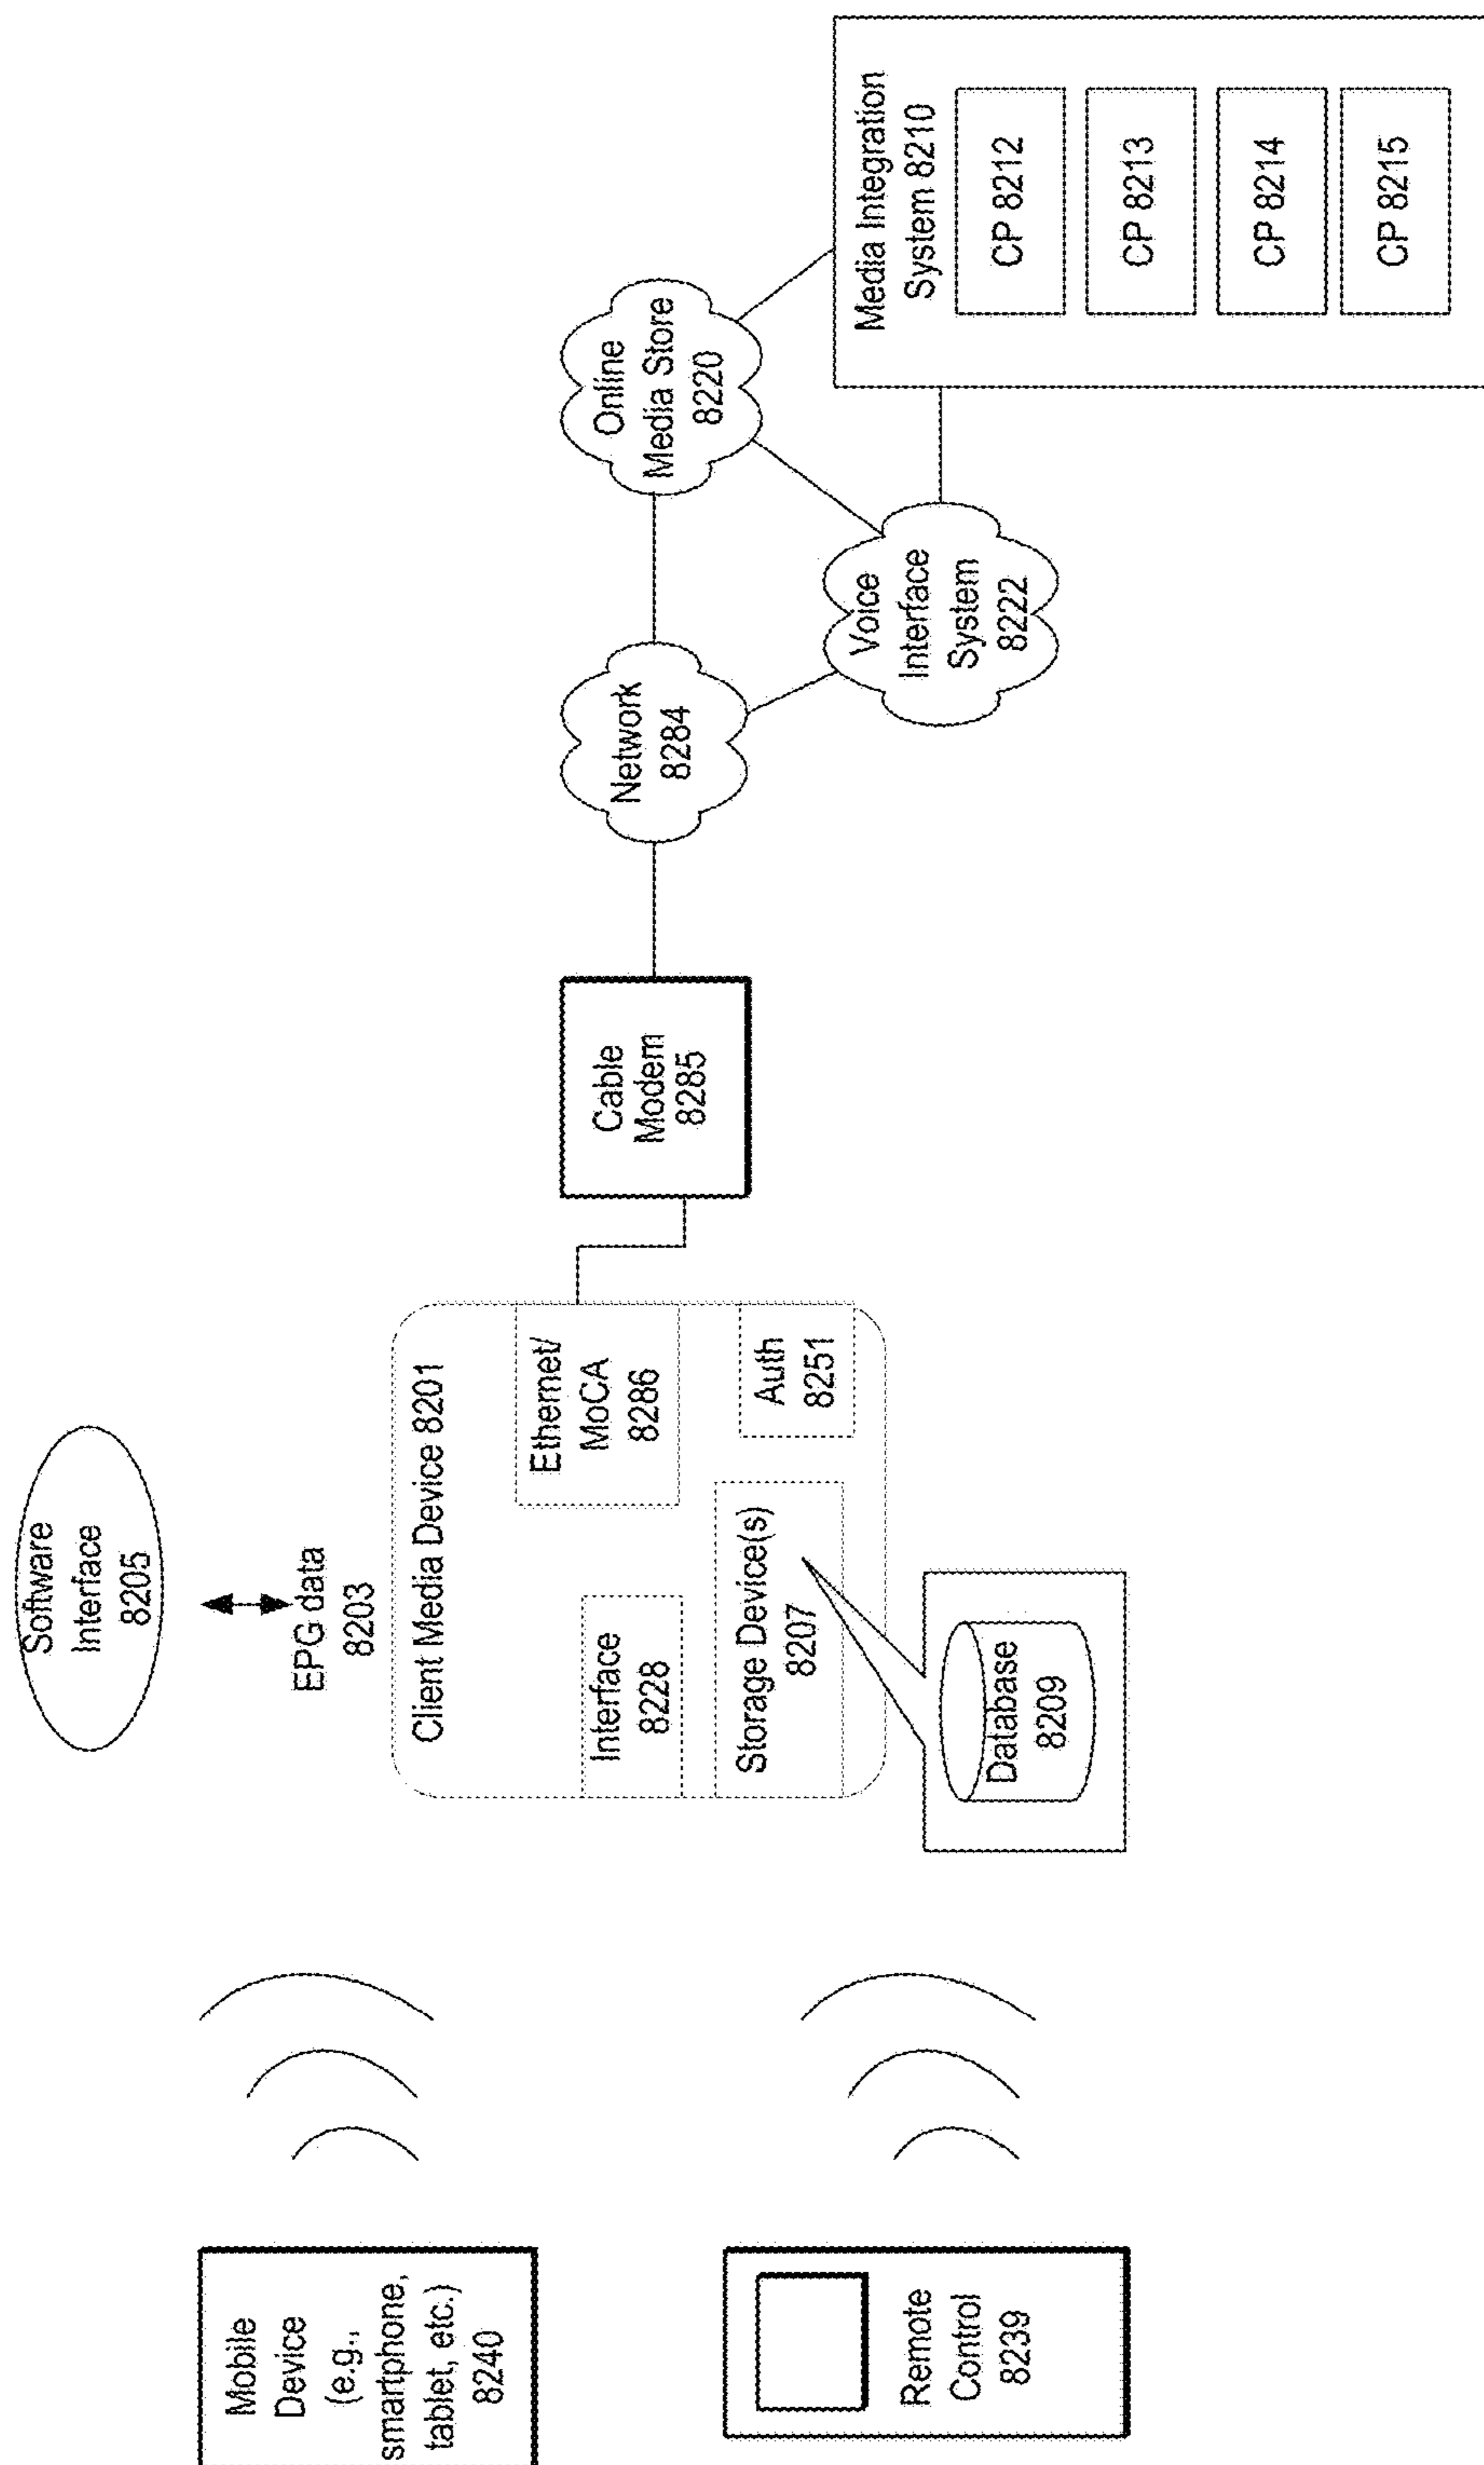 Software
Interface
8205
EPG data
8203
Mobile
Device
(e.g.,
smartphone,
tablet, etc.)
8240
Remote
Control
8239
Client Media Device 8201
Interface
8228
Ethernet/
MoCA
8286
Storage Device(s)
8207
Auth
8251
Database
8209
Cable
Modem
8285
Network
8284
Online
Media Store
8220
Voice
Interface
System
8222
Media Integration
System 8210
CP 8212
CP 8213
CP 8214
CP 8215